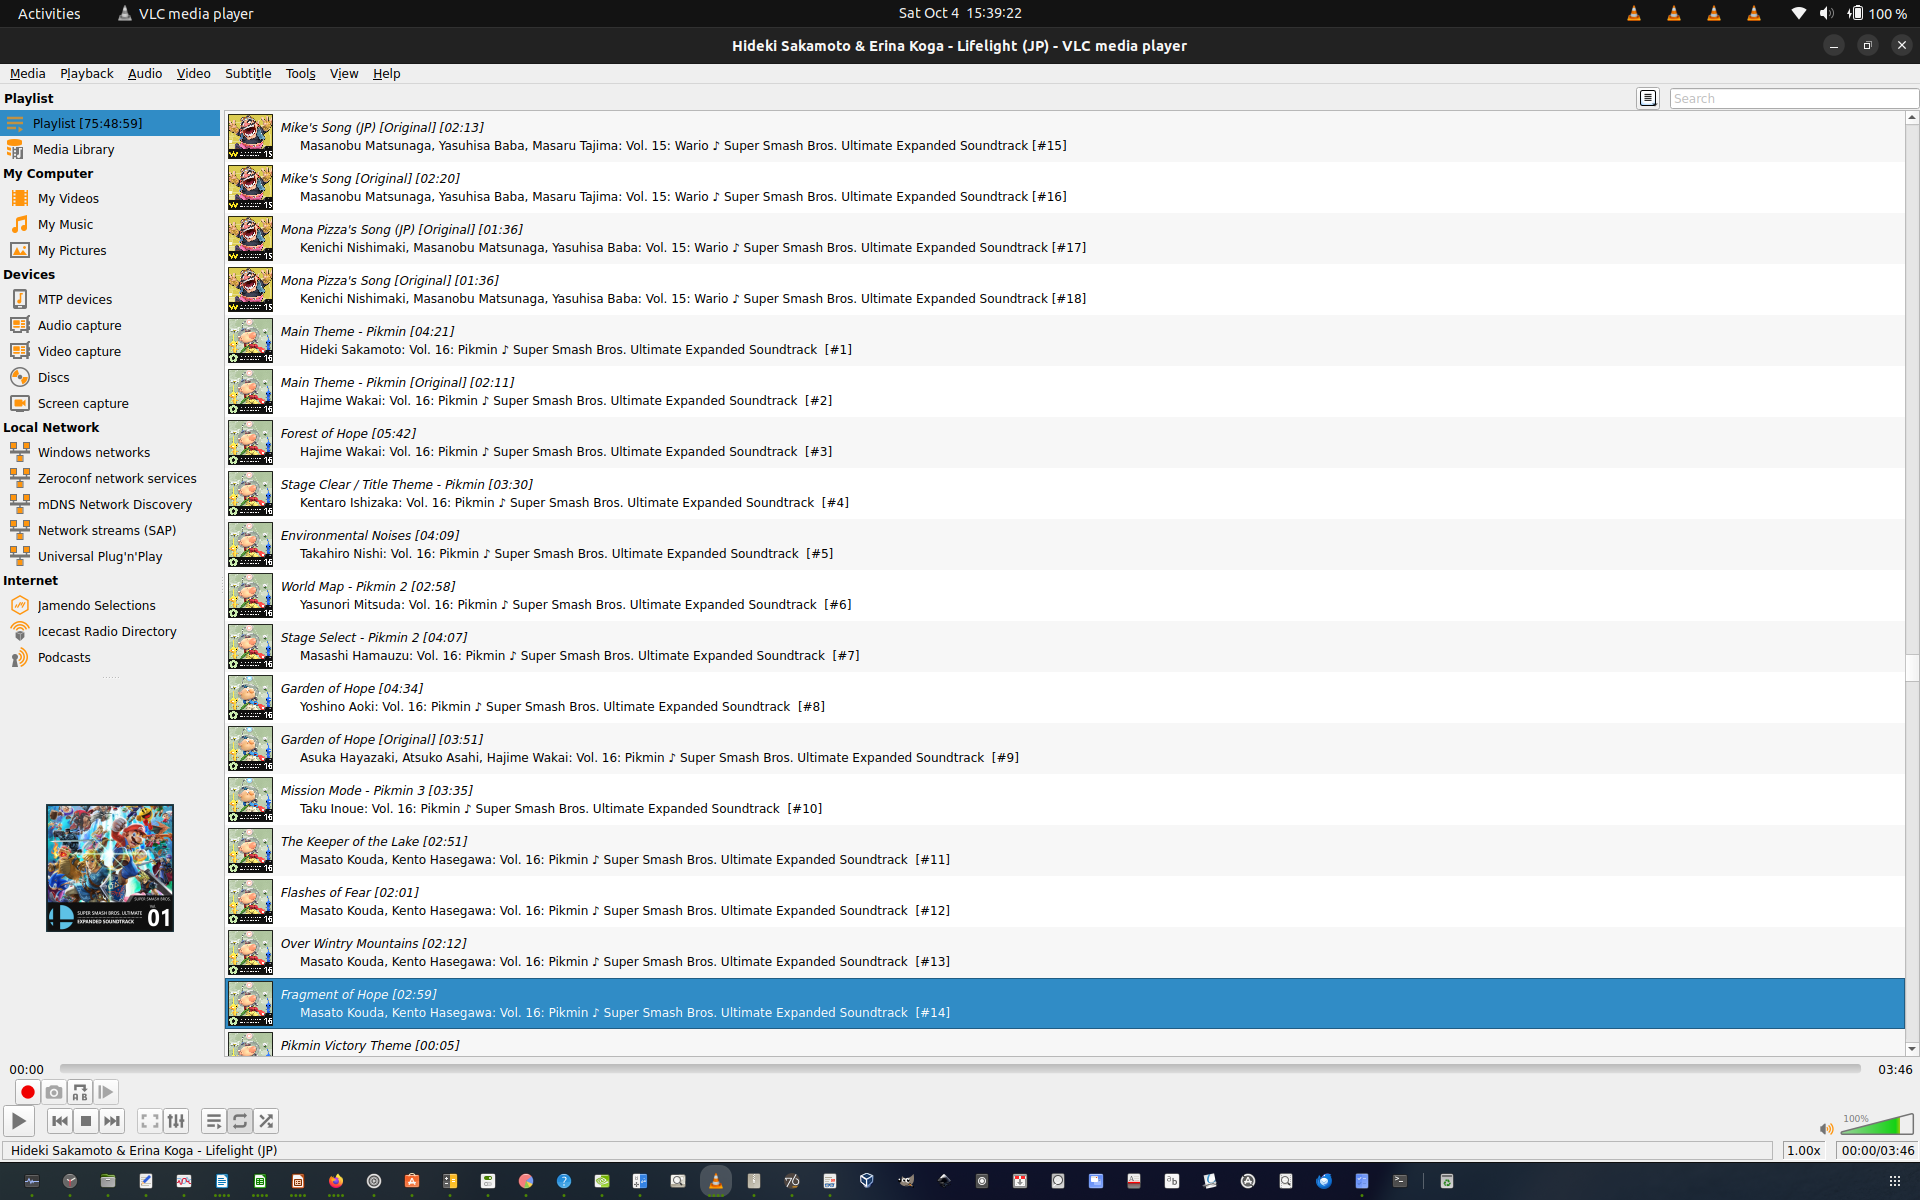 Activities
VLC media player
Sat Oct 4 15:39:22
100 %
Hideki Sakamoto & Erina Koga - Lifelight (JP) - VLC media player
Media Playback Audio Video Subtitle Tools View Help
Playlist
Search
Playlist [75:48:59]
Media Library
My Computer
My Videos
My Music
My Pictures
Devices
MTP devices
Audio capture
Video capture
Discs
Screen capture
Local Network
Windows networks
Zeroconf network services
mDNS Network Discovery
Network streams (SAP)
Universal Plug'n'Play
Internet
Jamendo Selections
Icecast Radio Directory
Podcasts
SUPER SMASH BROS. ULTIMATE
EXPANDED SOUNDTRACK
01
Mike's Song (JP) [Original] [02:13]
Masanobu Matsunaga, Yasuhisa Baba, Masaru Tajima: Vol. 15: Wario ♪ Super Smash Bros. Ultimate Expanded Soundtrack [#15]
Mike's Song [Original] [02:20]
Masanobu Matsunaga, Yasuhisa Baba, Masaru Tajima: Vol. 15: Wario ♪ Super Smash Bros. Ultimate Expanded Soundtrack [#16]
Mona Pizza's Song (JP) [Original] [01:36]
Kenichi Nishimaki, Masanobu Matsunaga, Yasuhisa Baba: Vol. 15: Wario ♪ Super Smash Bros. Ultimate Expanded Soundtrack [#17]
Mona Pizza's Song [Original] [01:36]
Kenichi Nishimaki, Masanobu Matsunaga, Yasuhisa Baba: Vol. 15: Wario ♪ Super Smash Bros. Ultimate Expanded Soundtrack [#18]
Main Theme - Pikmin [04:21]
Hideki Sakamoto: Vol. 16: Pikmin ♪ Super Smash Bros. Ultimate Expanded Soundtrack [#1]
Main Theme - Pikmin [Original] [02:11]
Hajime Wakai: Vol. 16: Pikmin ♪ Super Smash Bros. Ultimate Expanded Soundtrack [#2]
Forest of Hope [05:42]
Hajime Wakai: Vol. 16: Pikmin ♪ Super Smash Bros. Ultimate Expanded Soundtrack [#3]
Stage Clear / Title Theme - Pikmin [03:30]
Kentaro Ishizaka: Vol. 16: Pikmin ♪ Super Smash Bros. Ultimate Expanded Soundtrack [#4]
Environmental Noises [04:09]
Takahiro Nishi: Vol. 16: Pikmin ♪ Super Smash Bros. Ultimate Expanded Soundtrack [#5]
World Map - Pikmin 2 [02:58]
Yasunori Mitsuda: Vol. 16: Pikmin ♪ Super Smash Bros. Ultimate Expanded Soundtrack [#6]
Stage Select - Pikmin 2 [04:07]
Masashi Hamauzu: Vol. 16: Pikmin ♪ Super Smash Bros. Ultimate Expanded Soundtrack [#7]
Garden of Hope [04:34]
Yoshino Aoki: Vol. 16: Pikmin ♪ Super Smash Bros. Ultimate Expanded Soundtrack [#8]
Garden of Hope [Original] [03:51]
Asuka Hayazaki, Atsuko Asahi, Hajime Wakai: Vol. 16: Pikmin ♪ Super Smash Bros. Ultimate Expanded Soundtrack [#9]
Mission Mode - Pikmin 3 [03:35]
Taku Inoue: Vol. 16: Pikmin ♪ Super Smash Bros. Ultimate Expanded Soundtrack [#10]
The Keeper of the Lake [02:51]
Masato Kouda, Kento Hasegawa: Vol. 16: Pikmin ♪ Super Smash Bros. Ultimate Expanded Soundtrack [#11]
Flashes of Fear [02:01]
Masato Kouda, Kento Hasegawa: Vol. 16: Pikmin ♪ Super Smash Bros. Ultimate Expanded Soundtrack [#12]
Over Wintry Mountains [02:12]
Masato Kouda, Kento Hasegawa: Vol. 16: Pikmin ♪ Super Smash Bros. Ultimate Expanded Soundtrack [#13]
Fragment of Hope [02:59]
Masato Kouda, Kento Hasegawa: Vol. 16: Pikmin ♪ Super Smash Bros. Ultimate Expanded Soundtrack [#14]
Pikmin Victory Theme [00:05]
00:00
03:46
100%
Hideki Sakamoto & Erina Koga - Lifelight (JP)
1.00x
00:00/03:46